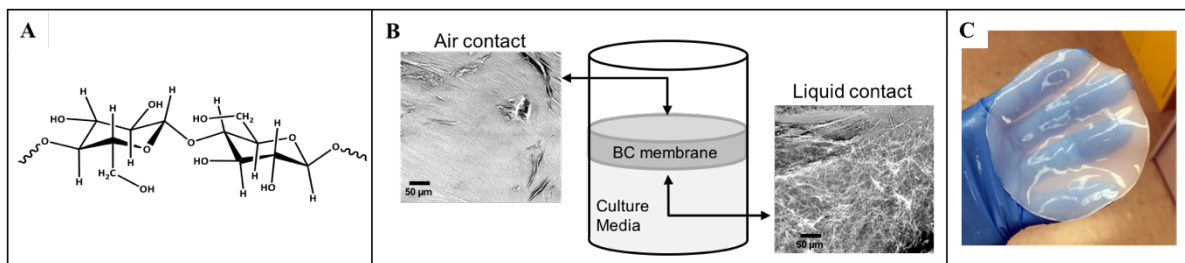 A
H
H
OH
H
HO
O
H
H
H₂C
OH
O
O
HO
CH₂
H
O
HO
H
H
OH
H
O
B
Air contact
50 µm
BC membrane
Culture
Media
Liquid contact
50 µm
C